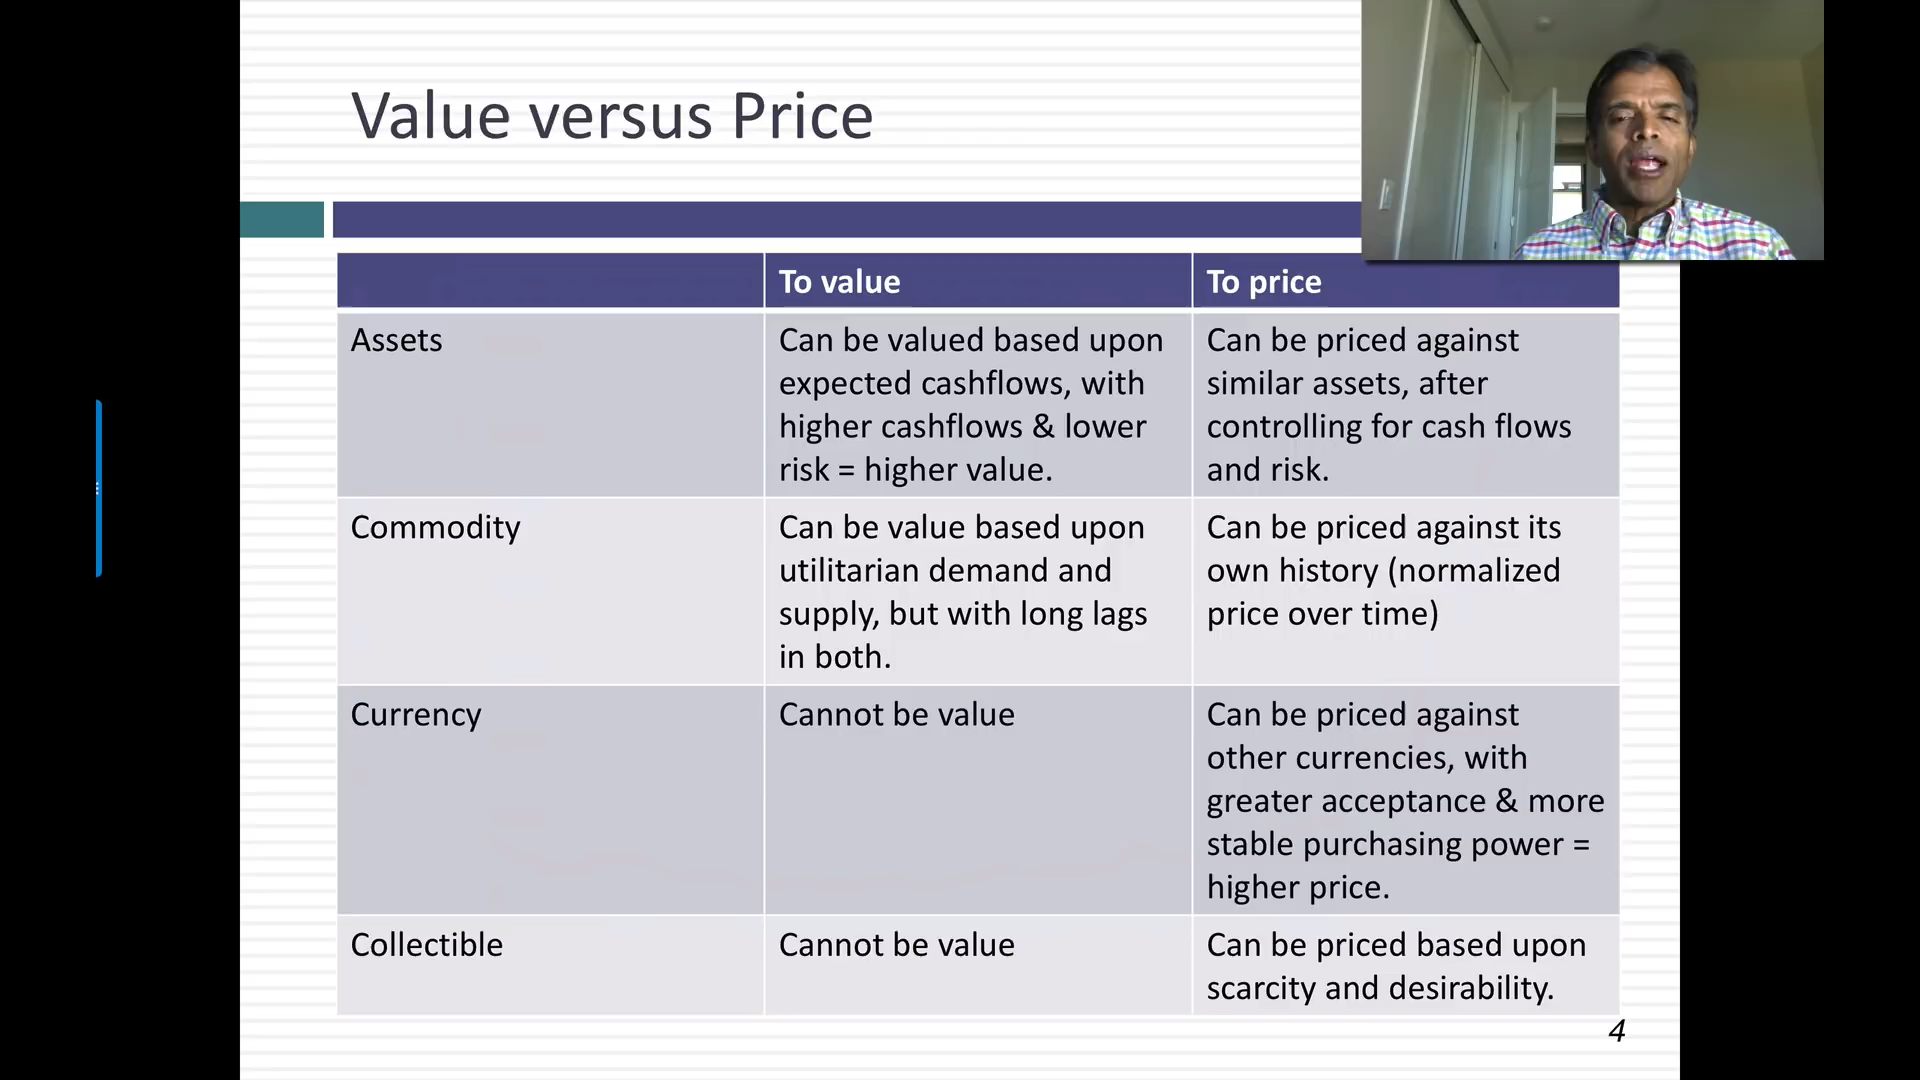 Value versus Price
To value
To price
Assets
Can be valued based upon
expected cashflows, with
higher cashflows & lower
risk = higher value.
Can be priced against
similar assets, after
controlling for cash flows
and risk.
Commodity
Can be value based upon
utilitarian demand and
supply, but with long lags
in both.
Can be priced against its
own history (normalized
price over time)
Currency
Cannot be value
Can be priced against
other currencies, with
greater acceptance & more
stable purchasing power =
higher price.
Collectible
Cannot be value
Can be priced based upon
scarcity and desirability.
4